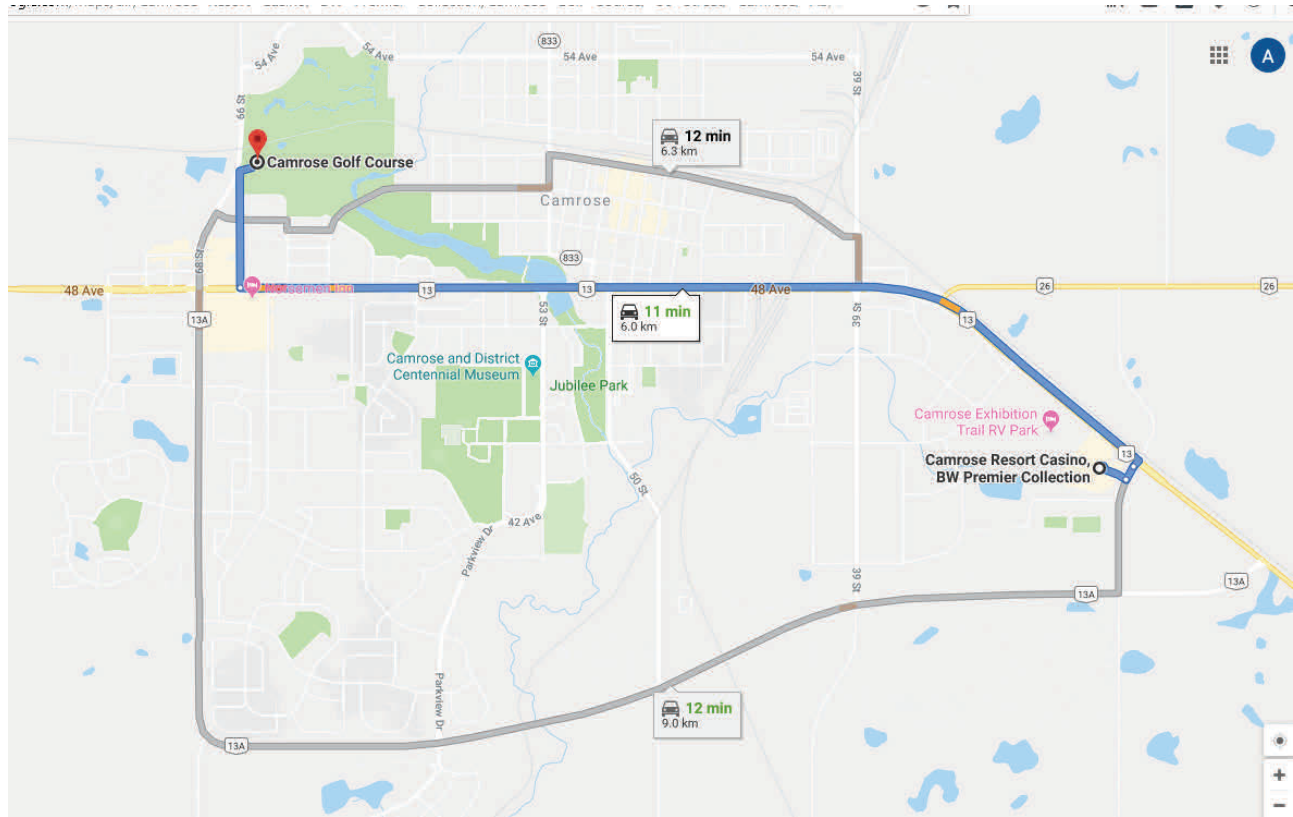 54 Ave
54 Ave
833
54 Ave
54 Ave
39 St
A
66 St
12 min
6.3 km
Camrose Golf Course
Camrose
68 St
833
48 Ave
13
13
48 Ave
26
26
13A
53 St
11 min
6.0 km
39 St
13
Camrose and District
Centennial Museum
Jubilee Park
Camrose Exhibition
Trail RV Park
13
Camrose Resort Casino,
BW Premier Collection
50 St
42 Ave
Parkview Dr
39 St
13A
13A
Parkview Dr
12 min
9.0 km
13A